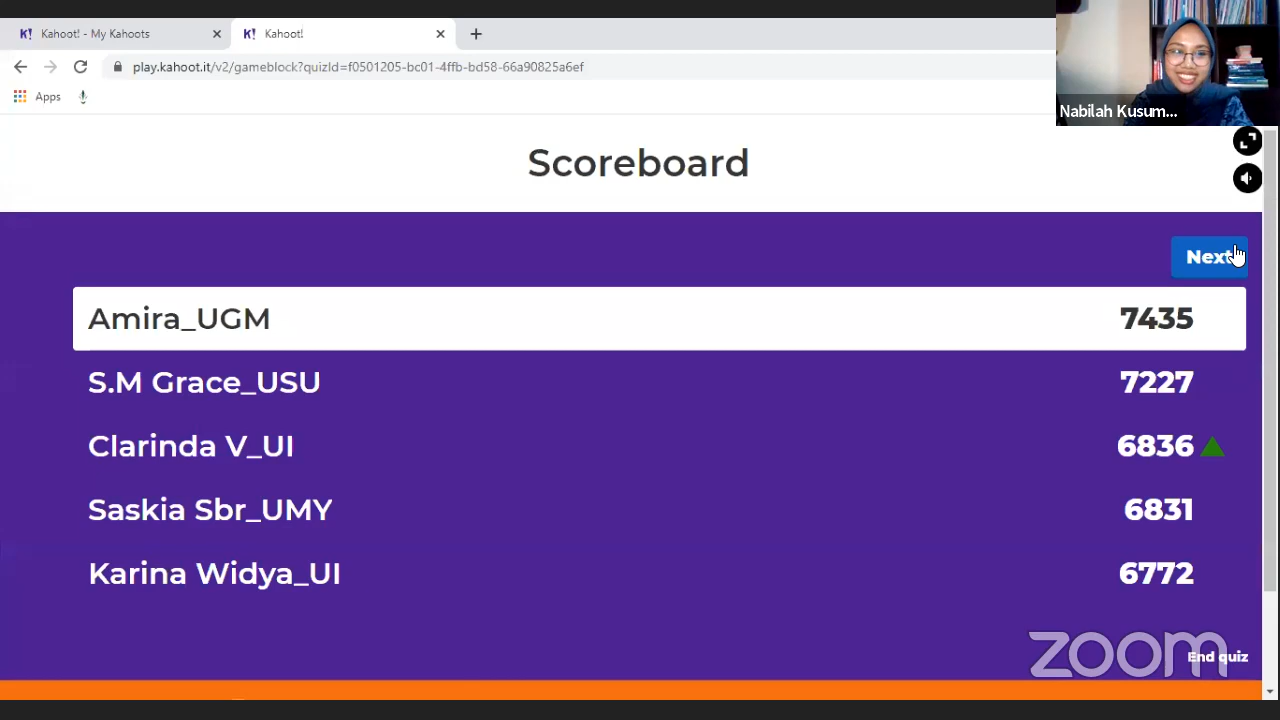 K! Kahoot! - My Kahoots
K! Kahoot!
play.kahoot.it/v2/gameblock?quizId=f0501205-bc01-4ffb-bd58-66a90825a6ef
Apps
Nabilah Kusum...
Scoreboard
Next
Amira_UGM 7435
S.M Grace_USU 7227
Clarinda V_UI 6836
Saskia Sbr_UMY 6831
Karina Widya_UI 6772
zoom
End quiz